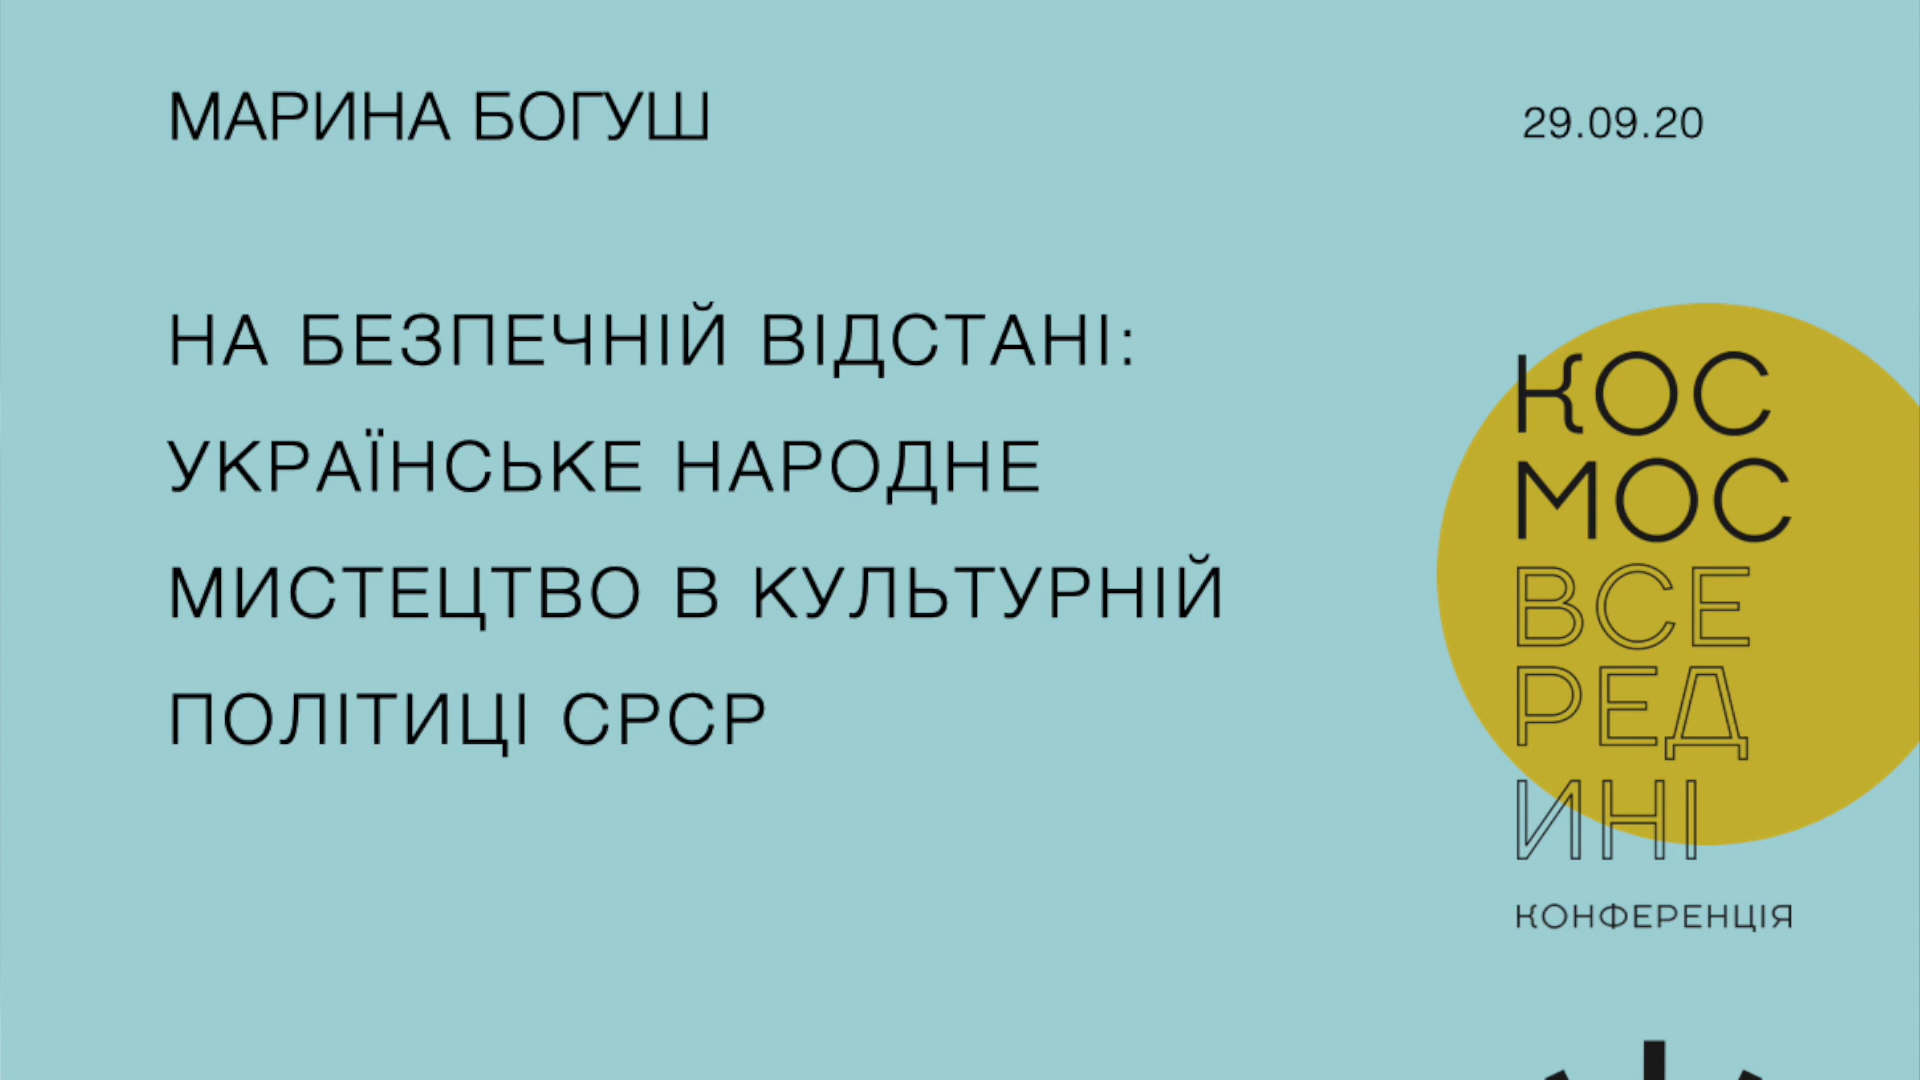 МАРИНА БОГУШ
29.09.20
НА БЕЗПЕЧНІЙ ВІДСТАНІ:
УКРАЇНСЬКЕ НАРОДНЕ
МИСТЕЦТВО В КУЛЬТУРНІЙ
ПОЛІТИЦІ СРСР
КОС
МОС
ВСЕ
РЕД
ИНІ
КОНФЕРЕНЦІЯ